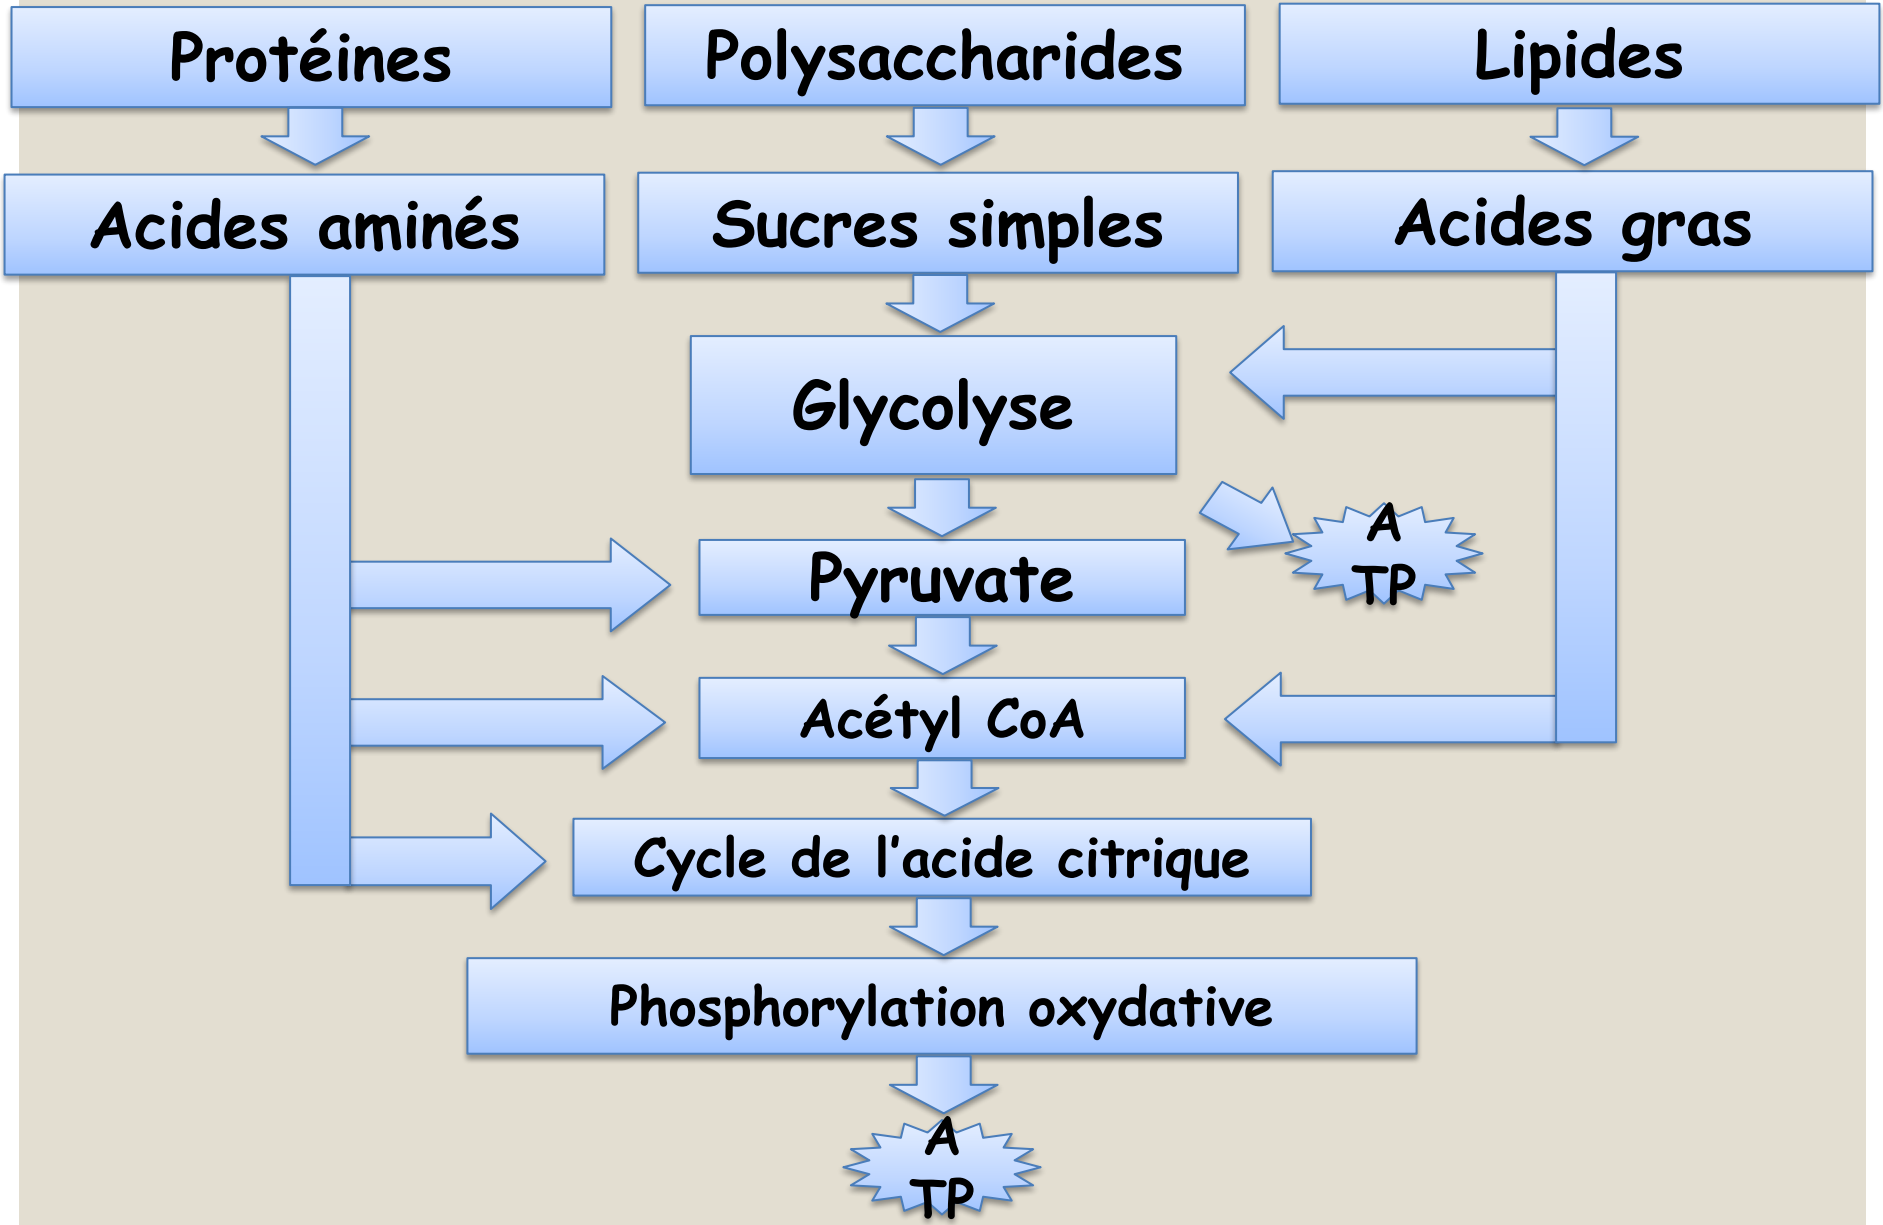 Protéines
Polysaccharides
Lipides
Acides aminés
Sucres simples
Acides gras
Glycolyse
A
TP
Pyruvate
Acétyl CoA
Cycle de l'acide citrique
Phosphorylation oxydative
A
TP